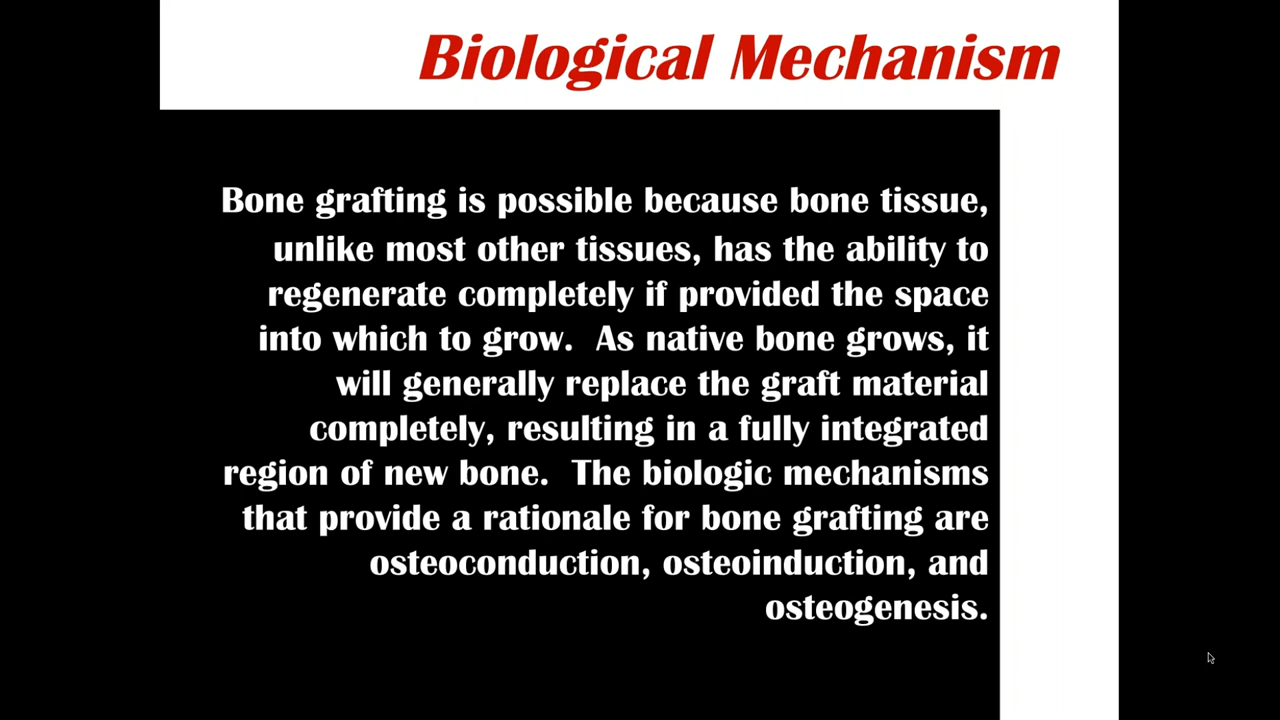 Biological Mechanism
Bone grafting is possible because bone tissue,
unlike most other tissues, has the ability to
regenerate completely if provided the space
into which to grow.  As native bone grows, it
will generally replace the graft material
completely, resulting in a fully integrated
region of new bone.  The biologic mechanisms
that provide a rationale for bone grafting are
osteoconduction, osteoinduction, and
osteogenesis.